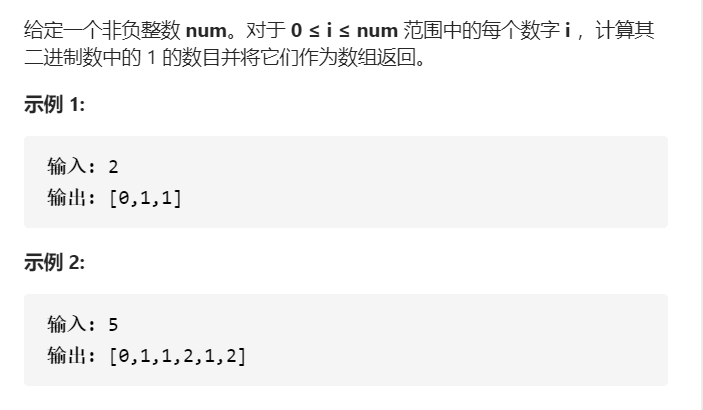 给定一个非负整数 num。对于 0 ≤ i ≤ num 范围中的每个数字 i ，计算其
二进制数中的 1 的数目并将它们作为数组返回。
示例 1:
输入: 2
输出: [0,1,1]
示例 2:
输入: 5
输出: [0,1,1,2,1,2]